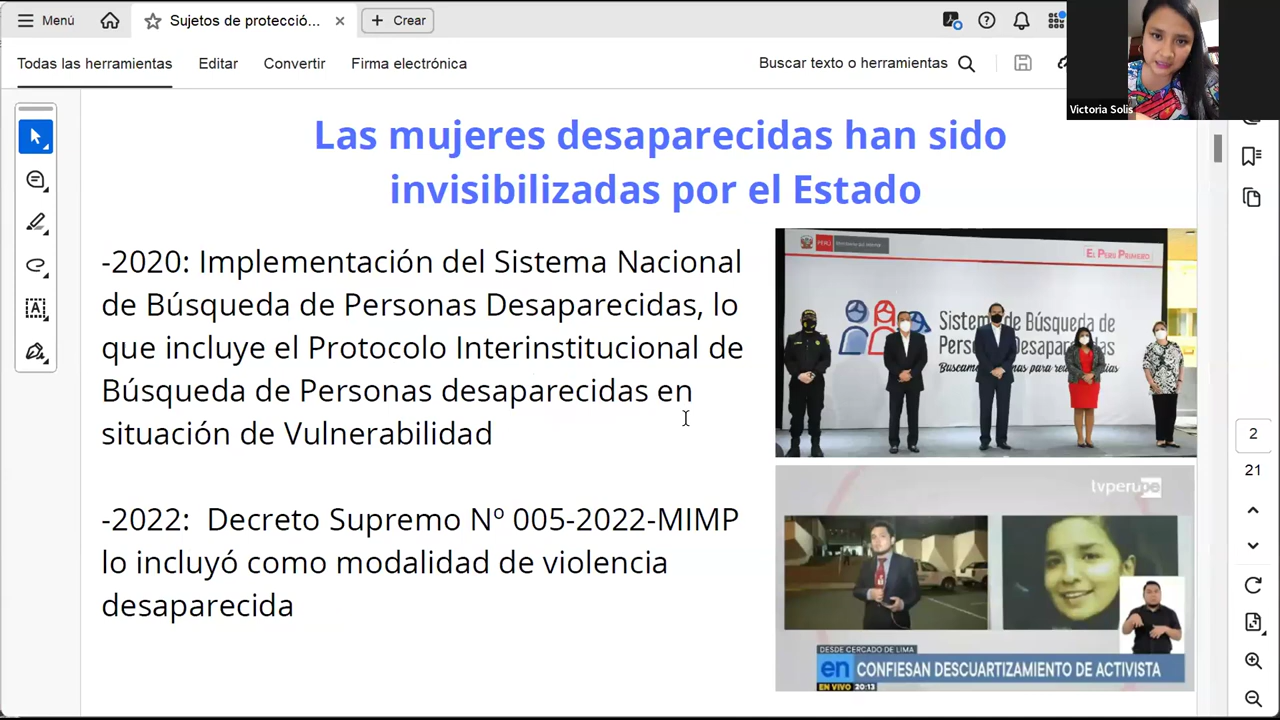 Menú
Sujetos de protecció...
Crear
Todas las herramientas
Editar
Convertir
Firma electrónica
Buscar texto o herramientas
Victoria Solis
Las mujeres desaparecidas han sido
invisibilizadas por el Estado
-2020: Implementación del Sistema Nacional
de Búsqueda de Personas Desaparecidas, lo
que incluye el Protocolo Interinstitucional de
Búsqueda de Personas desaparecidas en
situación de Vulnerabilidad
-2022: Decreto Supremo Nº 005-2022-MIMP
lo incluyó como modalidad de violencia
desaparecida
PERÚ
EL PERÚ PRIMERO
Sistema de Búsqueda de
Desaparecidas
para
tvperu.pe
DESDE CERCADO DE LIMA
en CONFIESAN DESCUARTIZAMIENTO DE ACTIVISTA
EN VIVO 20:13
2
21